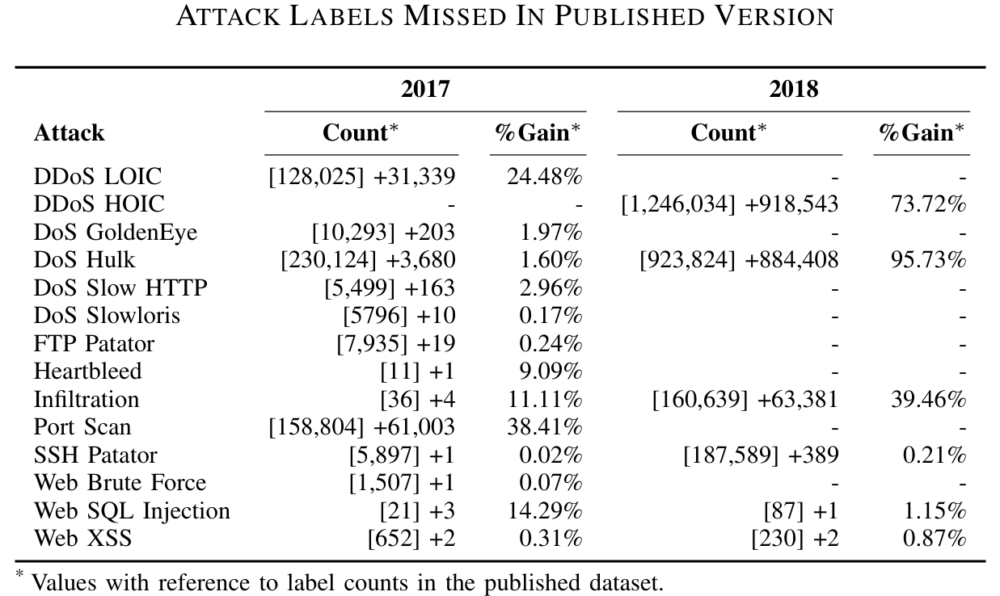 ATTACK LABELS MISSED IN PUBLISHED VERSION
2017 2018
Attack Count* %Gain* Count* %Gain*
DDoS LOIC [128,025] +31,339 24.48% - -
DDoS HOIC - - [1,246,034] +918,543 73.72%
DoS GoldenEye [10,293] +203 1.97% - -
DoS Hulk [230,124] +3,680 1.60% [923,824] +884,408 95.73%
DoS Slow HTTP [5,499] +163 2.96% - -
DoS Slowloris [5796] +10 0.17% - -
FTP Patator [7,935] +19 0.24% - -
Heartbleed [11] +1 9.09% - -
Infiltration [36] +4 11.11% [160,639] +63,381 39.46%
Port Scan [158,804] +61,003 38.41% - -
SSH Patator [5,897] +1 0.02% [187,589] +389 0.21%
Web Brute Force [1,507] +1 0.07% - -
Web SQL Injection [21] +3 14.29% [87] +1 1.15%
Web XSS [652] +2 0.31% [230] +2 0.87%
* Values with reference to label counts in the published dataset.